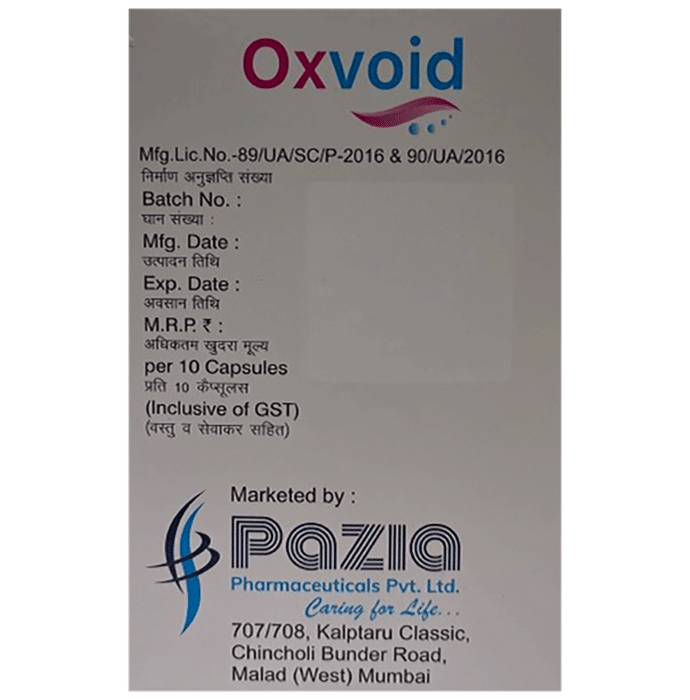 Oxvoid
Mfg.Lic.No.-89/UA/SC/P-2016 & 90/UA/2016
निर्माण अनुज्ञप्ति संख्या
Batch No. :
घान संख्या :
Mfg. Date :
उत्पादन तिथि
Exp. Date :
अवसान तिथि
M.R.P. ₹ :
अधिकतम खुदरा मूल्य
per 10 Capsules
प्रति 10 कैप्सूलस
(Inclusive of GST)
(वस्तु व सेवाकर सहित)
Marketed by :
Pazia
Pharmaceuticals Pvt. Ltd.
Caring for Life...
707/708, Kalptaru Classic,
Chincholi Bunder Road,
Malad (West) Mumbai